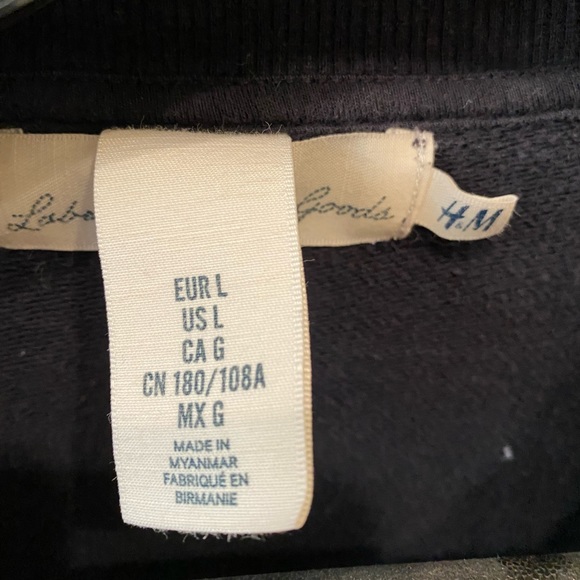 Goods
H&M
EUR L
US L
CA G
CN 180/108A
MX G
MADE IN
MYANMAR
FABRIQUÉ EN
BIRMANIE